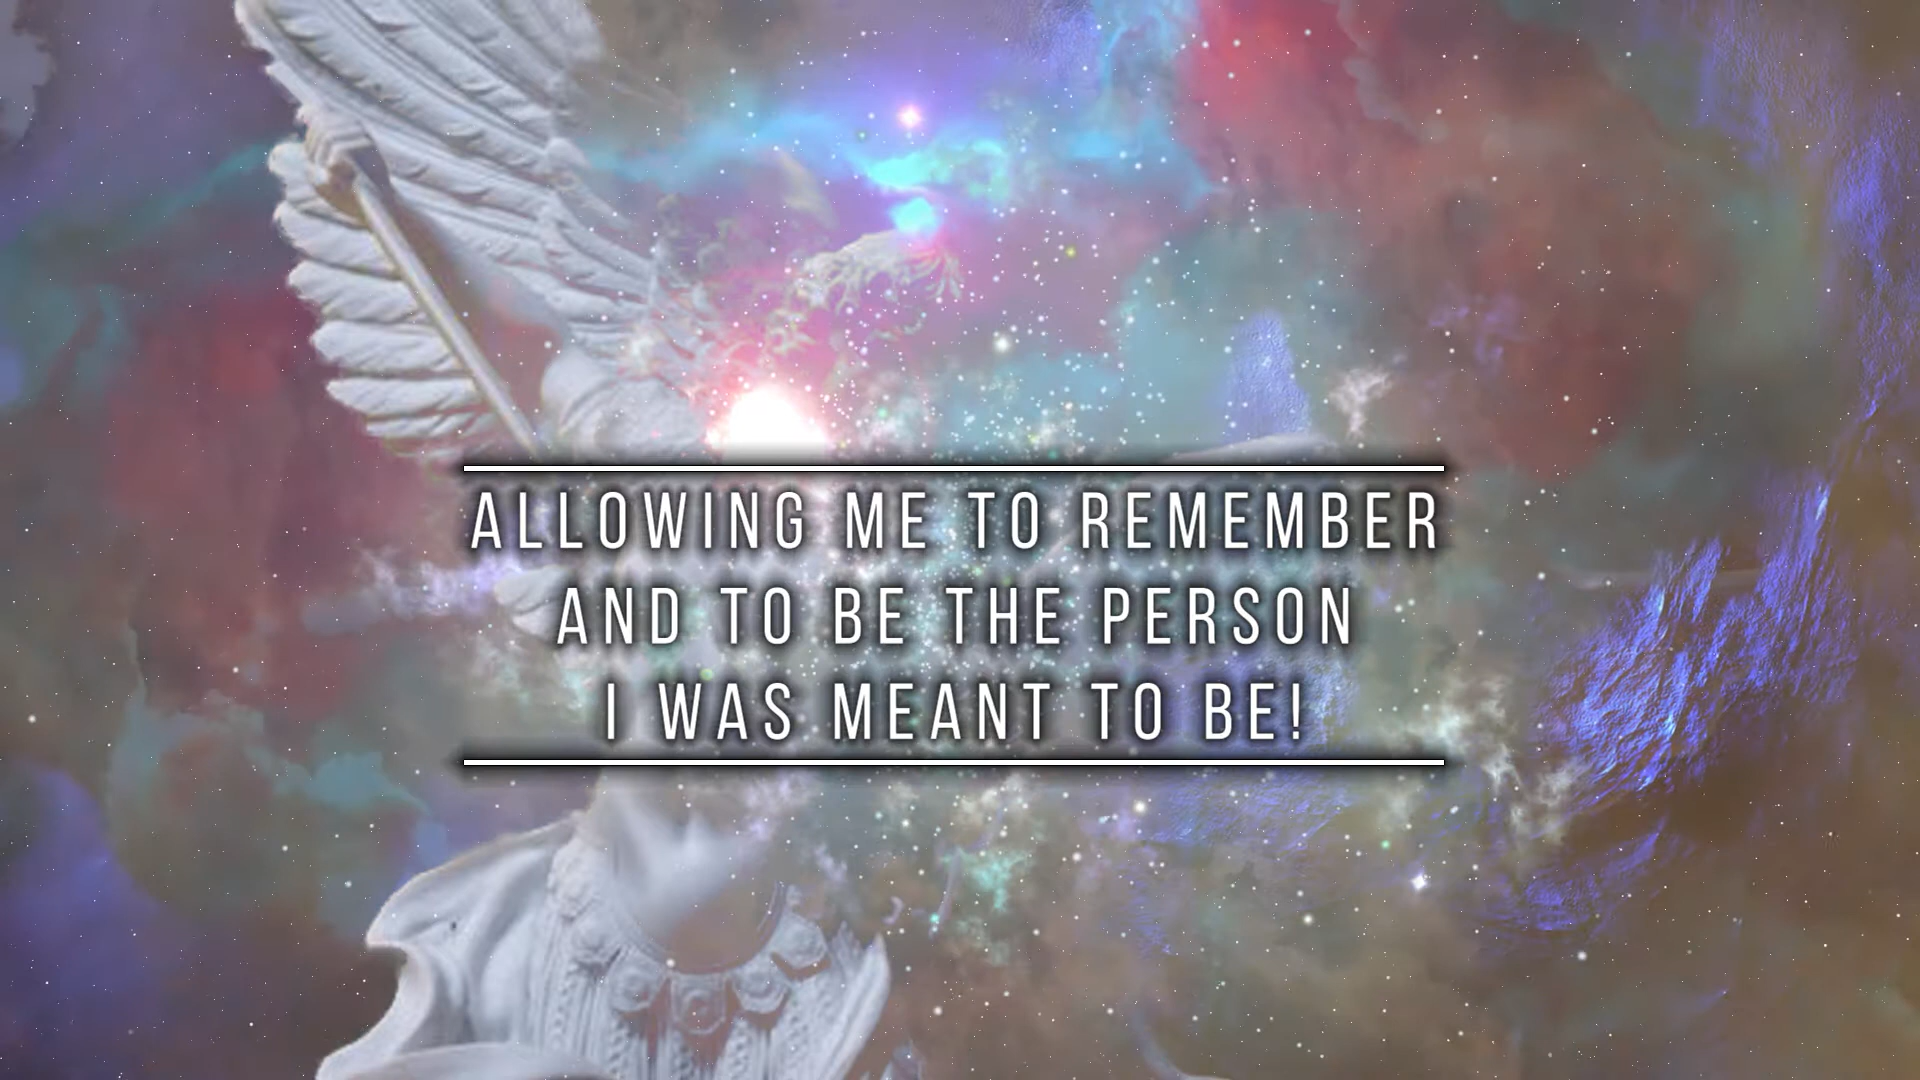 ALLOWING ME TO REMEMBER
AND TO BE THE PERSON
I WAS MEANT TO BE!